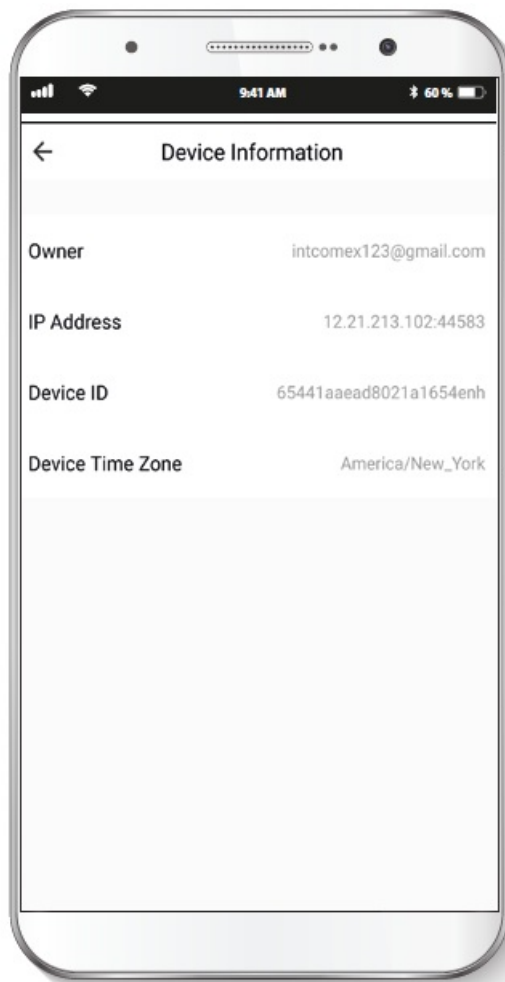 9:41 AM
60 %
Device Information
Owner
intcomex123@gmail.com
IP Address
12.21.213.102:44583
Device ID
65441aaead8021a1654enh
Device Time Zone
America/New_York